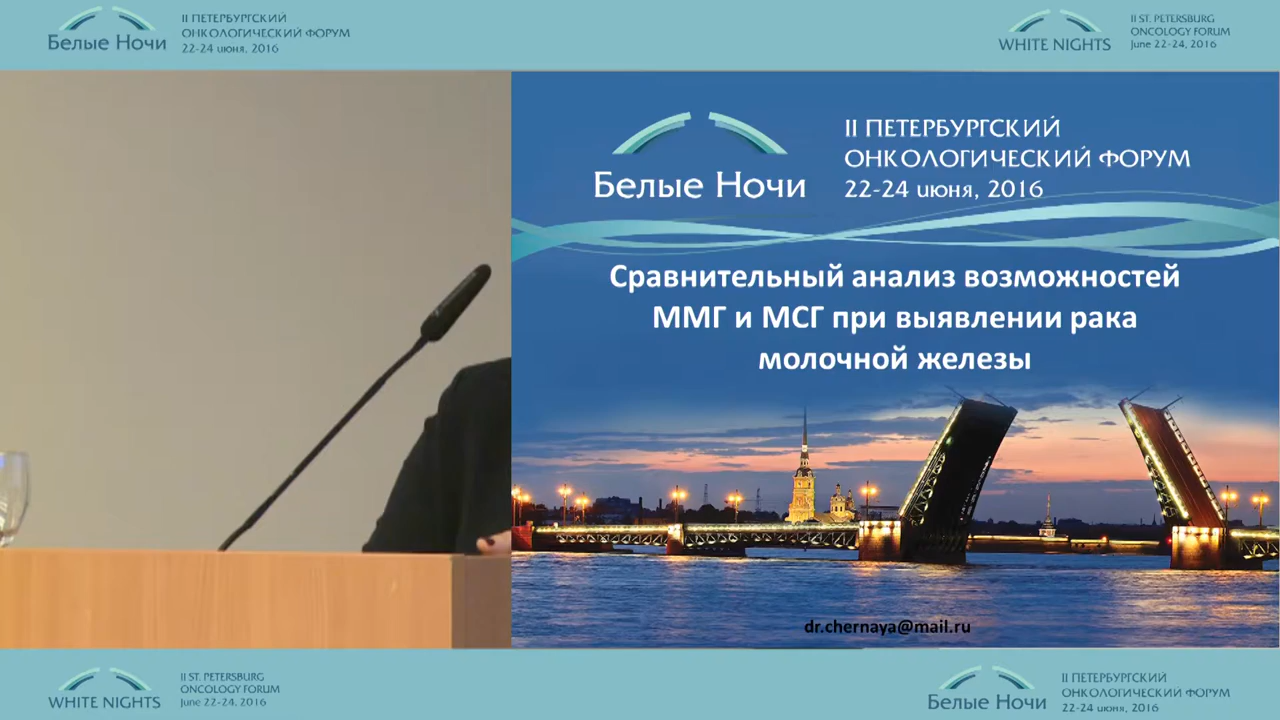 Белые Ночи
II ПЕТЕРБУРГСКИЙ
ОНКОЛОГИЧЕСКИЙ ФОРУМ
22-24 июня, 2016
WHITE NIGHTS
II ST. PETERSBURG
ONCOLOGY FORUM
June 22-24, 2016
Белые Ночи
II ПЕТЕРБУРГСКИЙ
ОНКОЛОГИЧЕСКИЙ ФОРУМ
22-24 июня, 2016
Сравнительный анализ возможностей
ММГ и МСГ при выявлении рака
молочной железы
dr.chernaya@mail.ru
WHITE NIGHTS
II ST. PETERSBURG
ONCOLOGY FORUM
June 22-24, 2016
Белые Ночи
II ПЕТЕРБУРГСКИЙ
ОНКОЛОГИЧЕСКИЙ ФОРУМ
22-24 июня, 2016